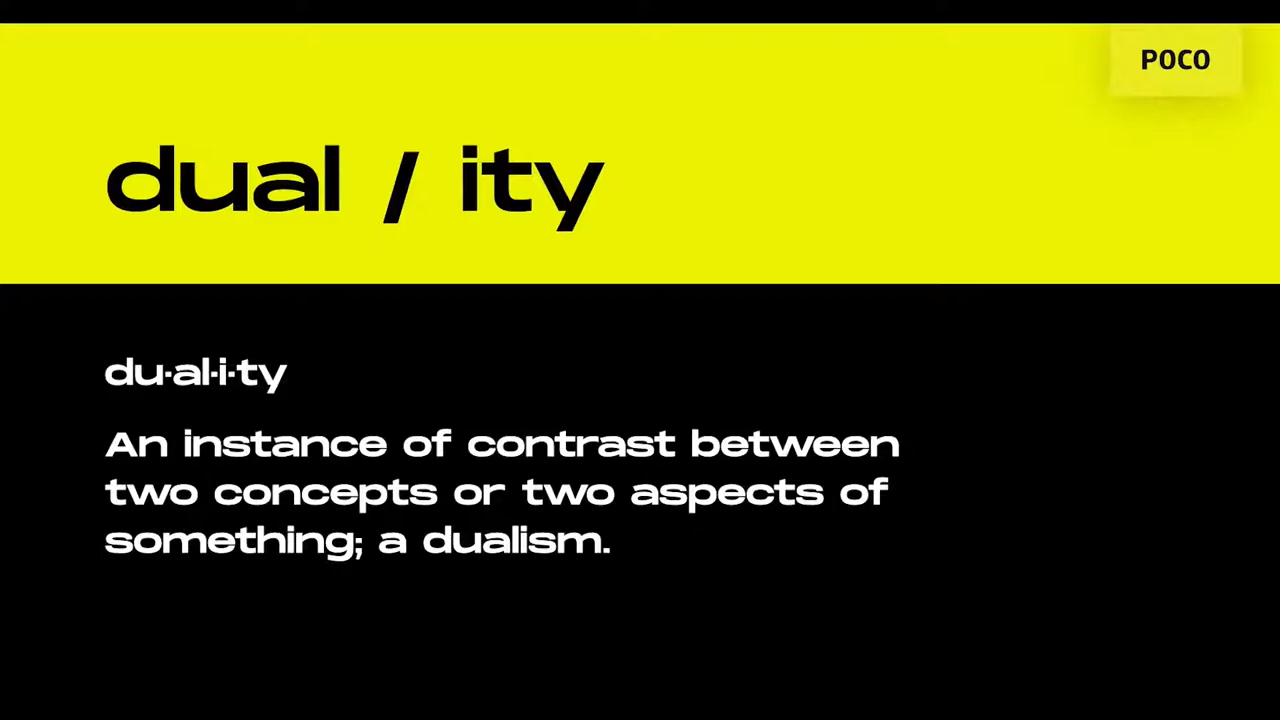 POCO
dual / ity
du·al·i·ty
An instance of contrast between
two concepts or two aspects of
something; a dualism.